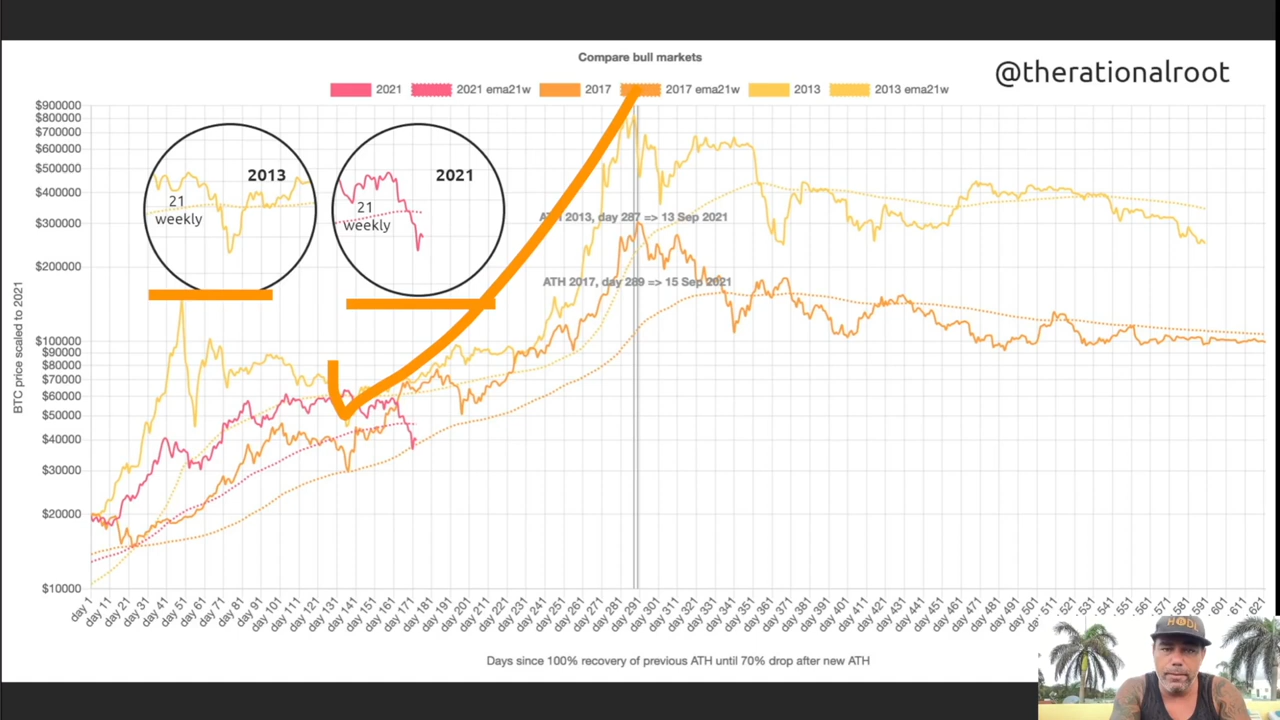 Compare bull markets
@therationalroot
2021 2021 ema21w 2017 2017 ema21w 2013 2013 ema21w
$900000
$800000
$700000
$600000
$500000
$400000
$300000
$200000
$100000
$90000
$80000
$70000
$60000
$50000
$40000
$30000
$20000
$10000
BTC price scaled to 2021
2013
21
weekly
2021
21
weekly
ATH 2013, day 287 => 13 Sep 2021
ATH 2017, day 289 => 15 Sep 2021
day 1 day 11 day 21 day 31 day 41 day 51 day 61 day 71 day 81 day 91 day 101 day 111 day 121 day 131 day 141 day 151 day 161 day 171 day 181 day 191 day 201 day 211 day 221 day 231 day 241 day 251 day 261 day 271 day 281 day 291 day 301 day 311 day 321 day 331 day 341 day 351 day 361 day 371 day 381 day 391 day 401 day 411 day 421 day 431 day 441 day 451 day 461 day 471 day 481 day 491 day 501 day 511 day 521 day 531 day 541 day 551 day 561 day 571 day 581 day 591 day 601 day 611 day 621
Days since 100% recovery of previous ATH until 70% drop after new ATH
HODL